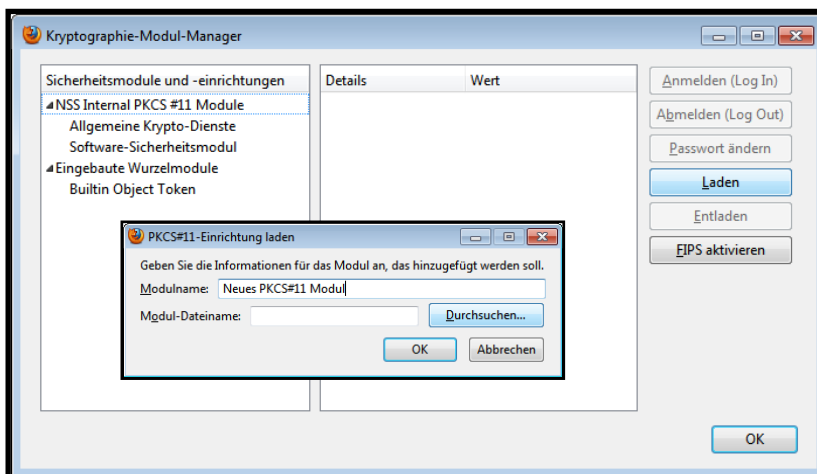 Kryptographie-Modul-Manager
Sicherheitsmodule und -einrichtungen
Details
Wert
NSS Internal PKCS #11 Module
Allgemeine Krypto-Dienste
Software-Sicherheitsmodul
Eingebaute Wurzelmodule
Builtin Object Token
Anmelden (Log In)
Abmelden (Log Out)
Passwort ändern
Laden
Entladen
FIPS aktivieren
PKCS#11-Einrichtung laden
Geben Sie die Informationen für das Modul an, das hinzugefügt werden soll.
Modulname: Neues PKCS#11 Modul
Modul-Dateiname:
Durchsuchen...
OK
Abbrechen
OK